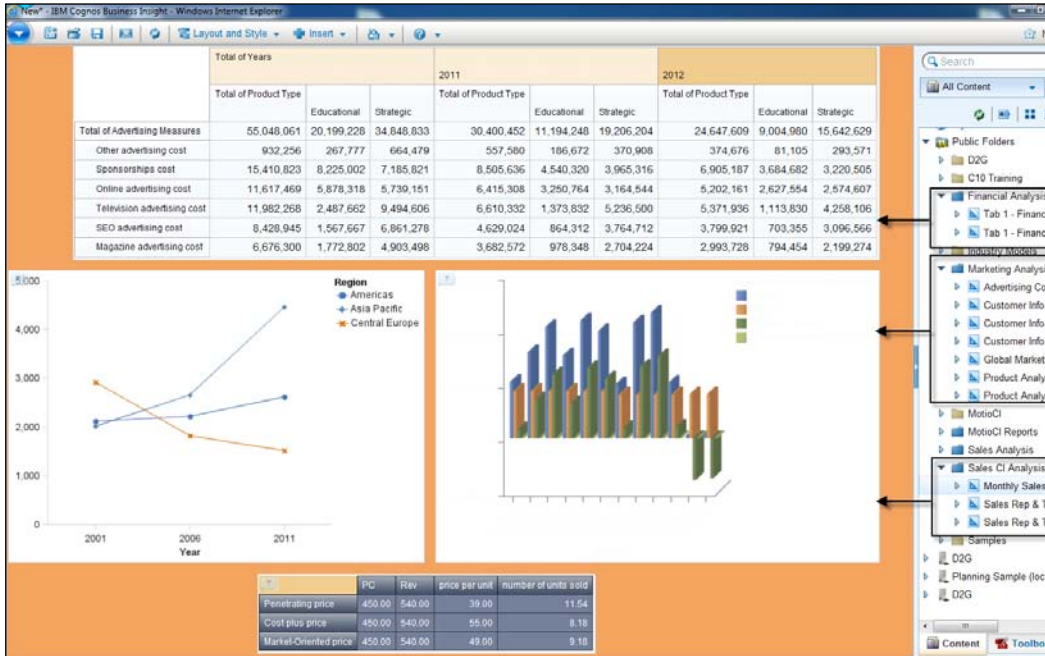 New* - IBM Cognos Business Insight - Windows Internet Explorer
Layout and Style Insert
Search
All Content
Total of Years 2011 2012
Total of Product Type Educational Strategic Total of Product Type Educational Strategic Total of Product Type Educational Strategic
Total of Advertising Measures 55,048,061 20,199,228 34,848,833 30,400,452 11,194,248 19,206,204 24,647,609 9,004,980 15,642,629
Other advertising cost 932,256 267,777 664,479 557,580 186,672 370,908 374,676 81,105 293,571
Sponsorships cost 15,410,823 8,225,002 7,185,821 8,505,636 4,540,320 3,965,316 6,905,187 3,684,682 3,220,505
Online advertising cost 11,617,469 5,878,318 5,739,151 6,415,308 3,250,764 3,164,544 5,202,161 2,627,554 2,574,607
Television advertising cost 11,982,268 2,487,662 9,494,606 6,610,332 1,373,832 5,236,500 5,371,936 1,113,830 4,258,106
SEO advertising cost 8,428,945 1,567,667 6,861,278 4,629,024 864,312 3,764,712 3,799,921 703,355 3,096,566
Magazine advertising cost 6,676,300 1,772,802 4,903,498 3,682,572 978,348 2,704,224 2,993,728 794,454 2,199,274
5,000
4,000
3,000
2,000
1,000
0
2001 2006 2011
Year
Region
Americas
Asia Pacific
Central Europe
PC Rev price per unit number of units sold
Penetrating price 450.00 540.00 39.00 11.54
Cost plus price 450.00 540.00 55.00 8.18
Market-Oriented price 450.00 540.00 49.00 9.18
Public Folders
D2G
C10 Training
Financial Analysis
Tab 1 - Financ
Tab 1 - Financ
Industry Models
Marketing Analysi
Advertising Co
Customer Info
Customer Info
Customer Info
Global Market
Product Analy
Product Analy
MotioCI
MotioCI Reports
Sales Analysis
Sales CI Analysis
Monthly Sales
Sales Rep & T
Sales Rep & T
Samples
D2G
Planning Sample (loc
D2G
Content Toolbo